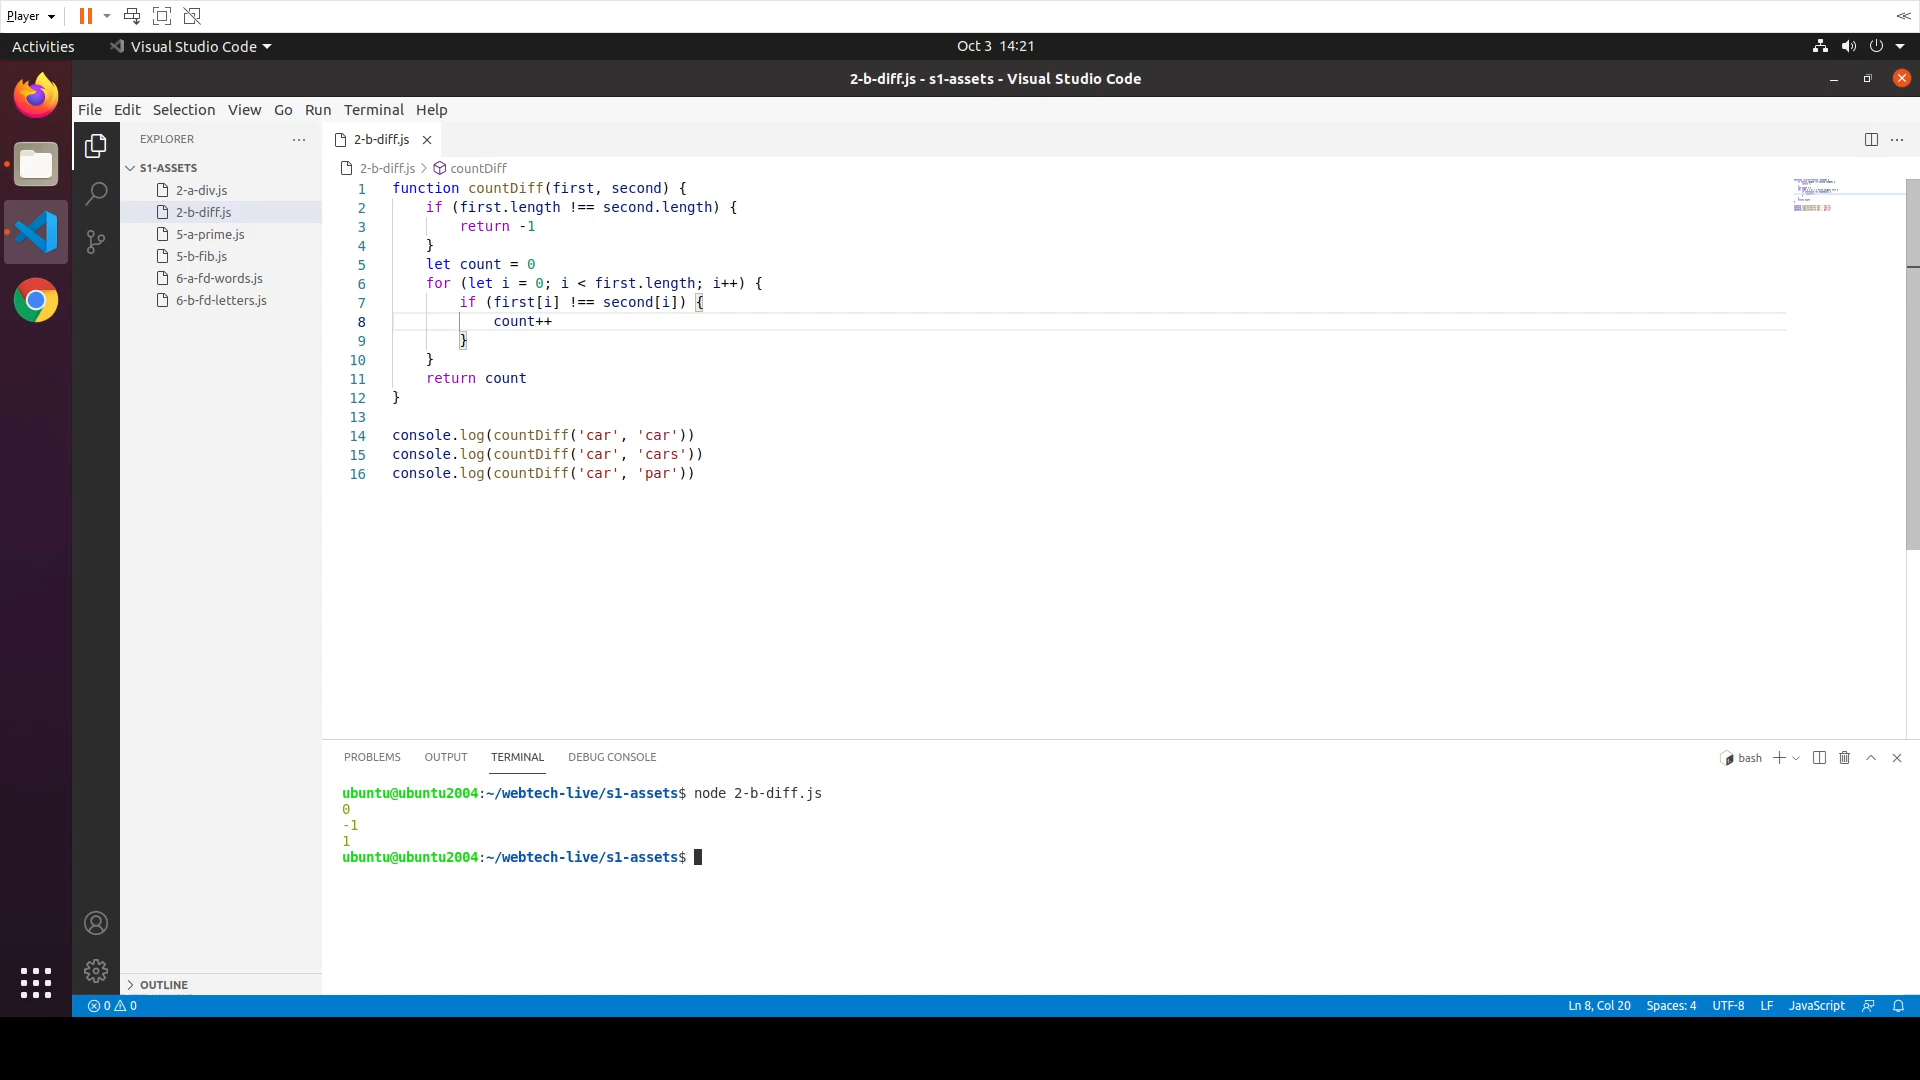 Player
Activities
Visual Studio Code
Oct 3 14:21
2-b-diff.js - s1-assets - Visual Studio Code
File Edit Selection View Go Run Terminal Help
EXPLORER
S1-ASSETS
2-a-div.js
2-b-diff.js
5-a-prime.js
5-b-fib.js
6-a-fd-words.js
6-b-fd-letters.js
OUTLINE
2-b-diff.js
2-b-diff.js > countDiff
1 function countDiff(first, second) {
2 if (first.length !== second.length) {
3 return -1
4 }
5 let count = 0
6 for (let i = 0; i < first.length; i++) {
7 if (first[i] !== second[i]) {
8 count++
9 }
10 }
11 return count
12 }
13
14 console.log(countDiff('car', 'car'))
15 console.log(countDiff('car', 'cars'))
16 console.log(countDiff('car', 'par'))
PROBLEMS OUTPUT TERMINAL DEBUG CONSOLE
bash
ubuntu@ubuntu2004:~/webtech-live/s1-assets$ node 2-b-diff.js
0
-1
1
ubuntu@ubuntu2004:~/webtech-live/s1-assets$
0 0
Ln 8, Col 20 Spaces: 4 UTF-8 LF JavaScript